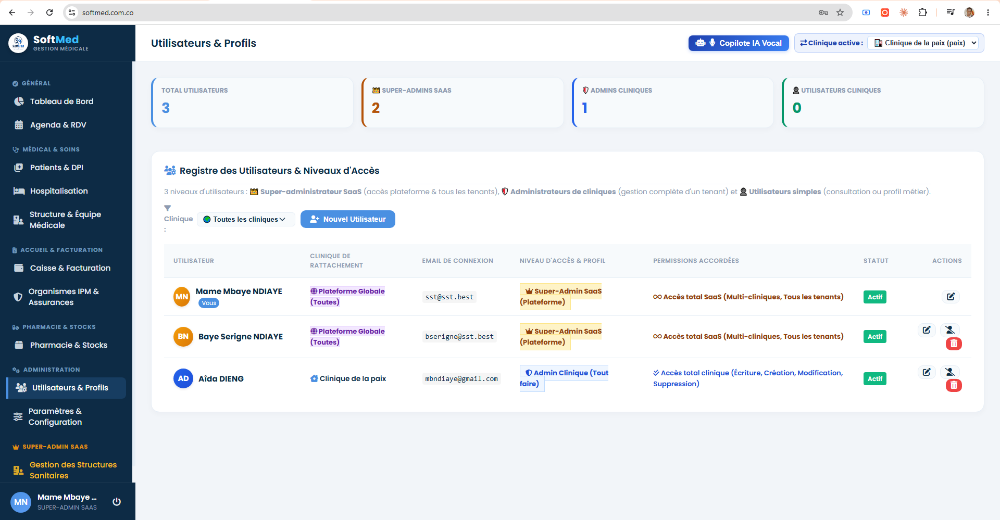 softmed.com.co
SoftMed
GESTION MÉDICALE
GÉNÉRAL
Tableau de Bord
Agenda & RDV
MÉDICAL & SOINS
Patients & DPI
Hospitalisation
Structure & Équipe
Médicale
ACCUEIL & FACTURATION
Caisse & Facturation
Organismes IPM &
Assurances
PHARMACIE & STOCKS
Pharmacie & Stocks
ADMINISTRATION
Utilisateurs & Profils
Paramètres &
Configuration
SUPER-ADMIN SAAS
Gestion des Structures
Sanitaires
MN
Mame Mbaye ...
SUPER-ADMIN SAAS
Utilisateurs & Profils
Copilote IA Vocal
Clinique active :
Clinique de la paix (paix)
TOTAL UTILISATEURS
3
SUPER-ADMINS SAAS
2
ADMINS CLINIQUES
1
UTILISATEURS CLINIQUES
0
Registre des Utilisateurs & Niveaux d'Accès
3 niveaux d'utilisateurs : Super-administrateur SaaS (accès plateforme & tous les tenants), Administrateurs de cliniques (gestion complète d'un tenant) et Utilisateurs simples (consultation ou profil métier).
Clinique
:
Toutes les cliniques
Nouvel Utilisateur
UTILISATEUR
CLINIQUE DE
RATTACHEMENT
EMAIL DE CONNEXION
NIVEAU D'ACCÈS & PROFIL
PERMISSIONS ACCORDÉES
STATUT
ACTIONS
MN
Mame Mbaye NDIAYE
Vous
Plateforme Globale
(Toutes)
sst@sst.best
Super-Admin SaaS
(Plateforme)
Accès total SaaS (Multi-cliniques, Tous les tenants)
Actif
BN
Baye Serigne NDIAYE
Plateforme Globale
(Toutes)
bserigne@sst.best
Super-Admin SaaS
(Plateforme)
Accès total SaaS (Multi-cliniques, Tous les tenants)
Actif
AD
Aîda DIENG
Clinique de la paix
mbndiaye@gmail.com
Admin Clinique (Tout
faire)
Accès total clinique (Écriture, Création, Modification,
Suppression)
Actif